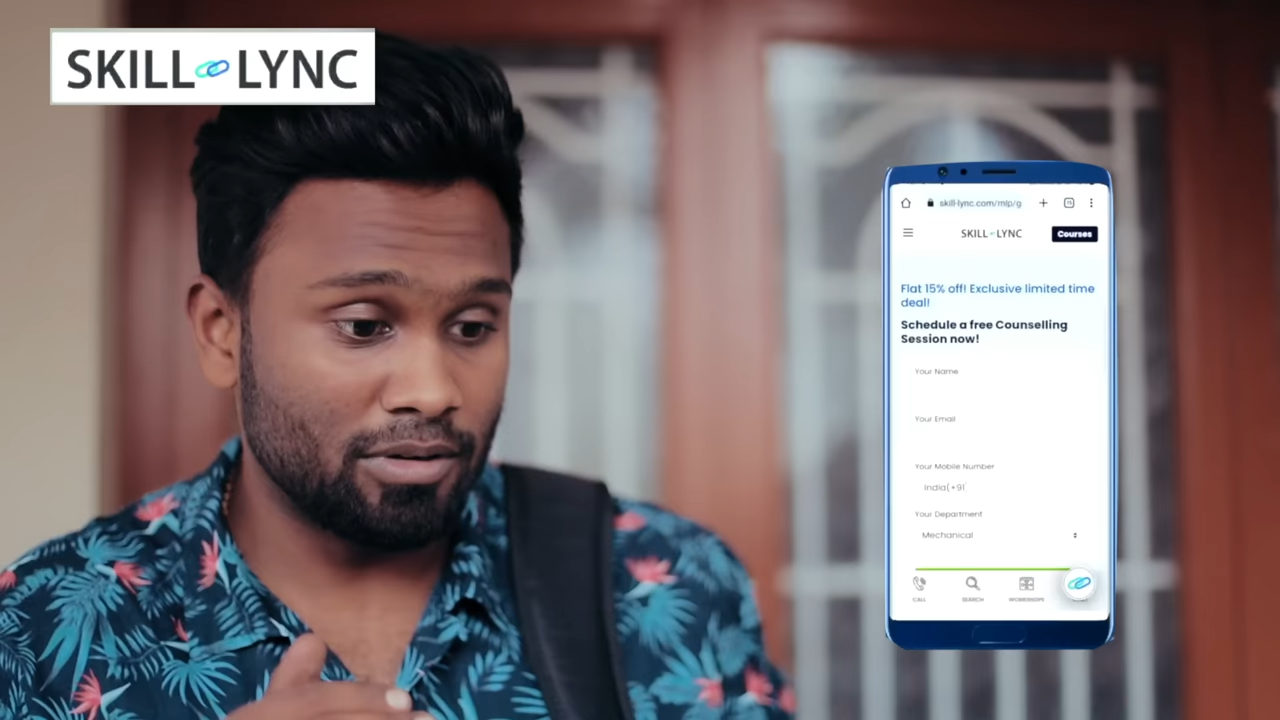 SKILL LYNC
skill-lync.com/mlp/g
SKILL LYNC
Courses
Flat 15% off! Exclusive limited time
deal!
Schedule a free Counselling
Session now!
Your Name
Your Email
Your Mobile Number
India(+91)
Your Department
Mechanical
CALL
SEARCH
WORKSHOPS